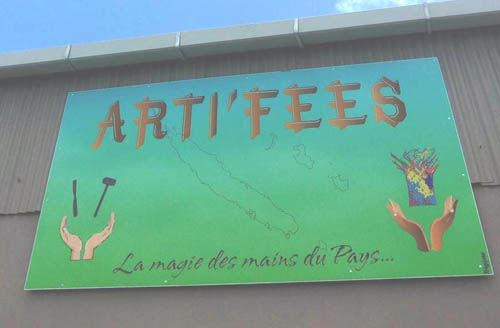 ARTI'FEES
La magie des mains du Pays...